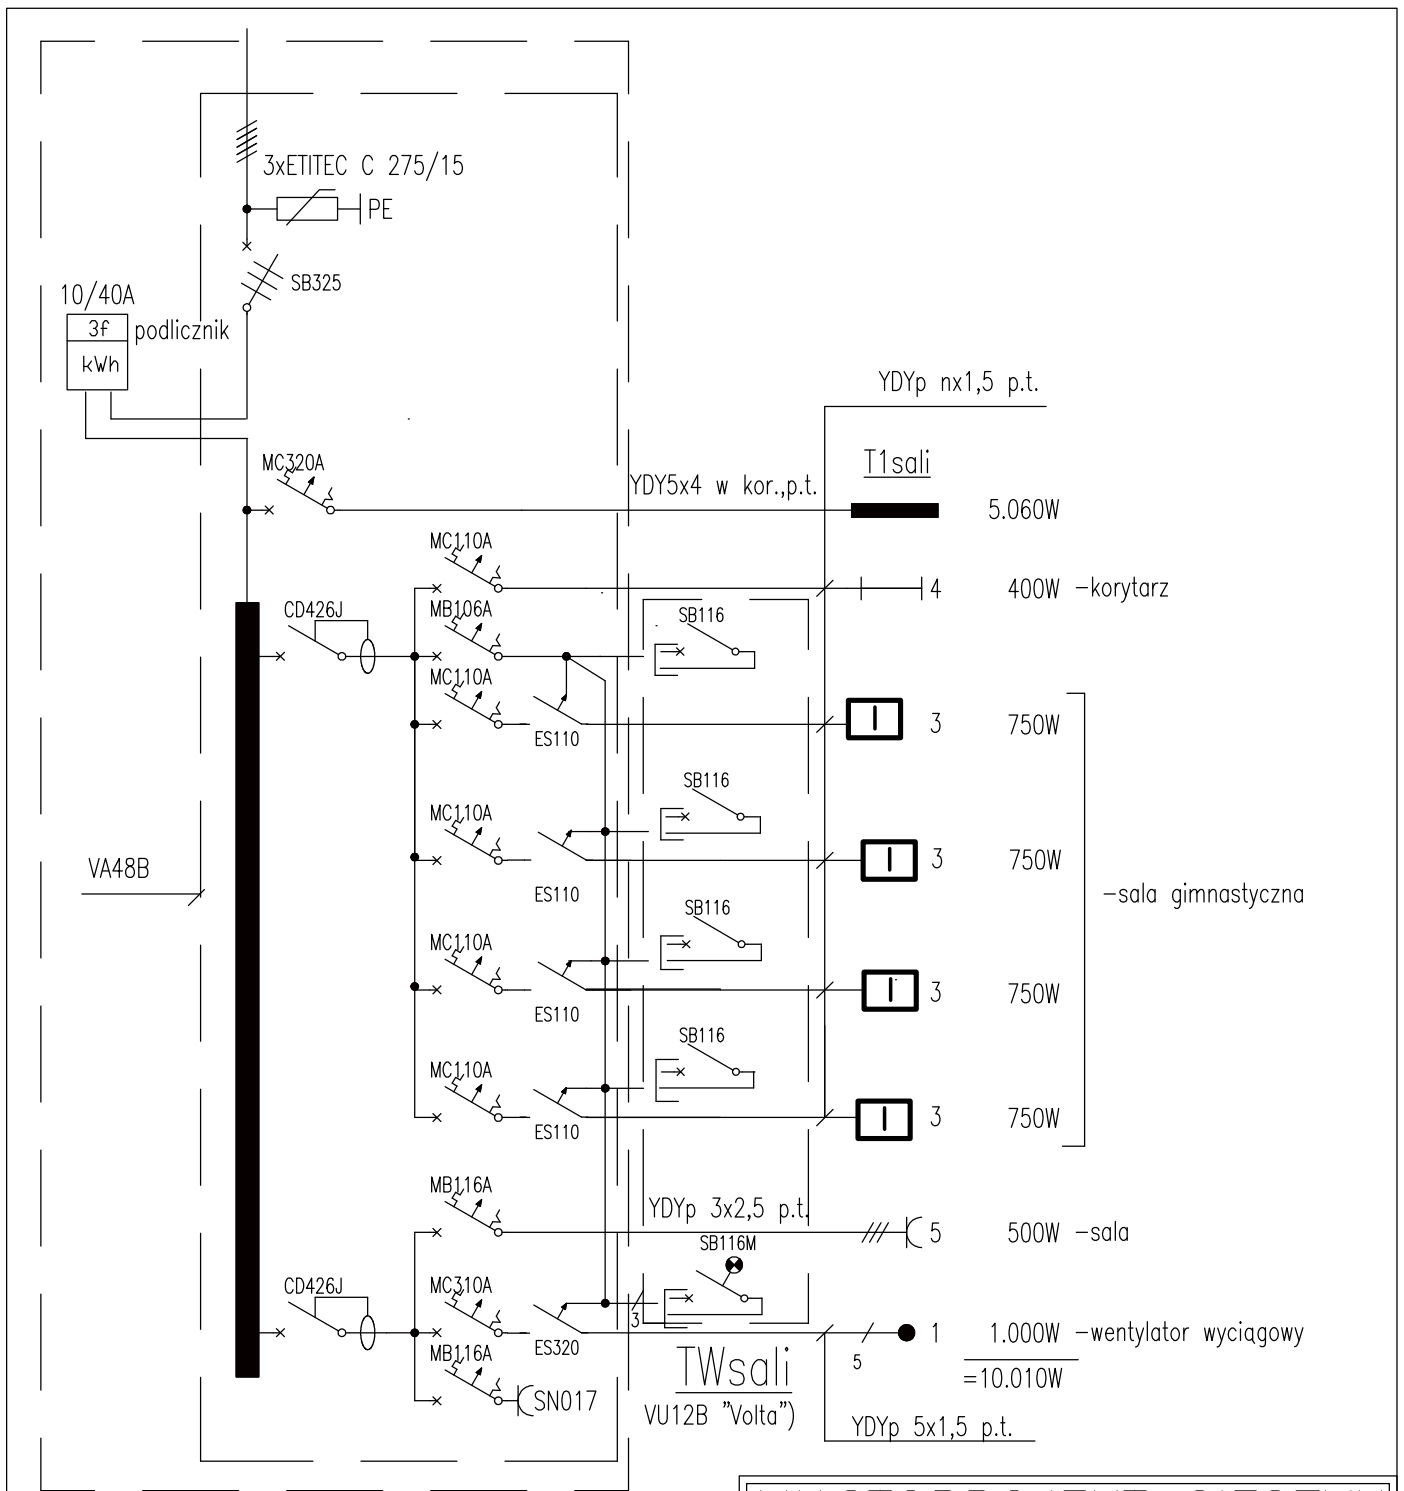 3xETITEC C 275/15
PE
SB325
10/40A
3f
kWh
podlicznik
YDYp nx1,5 p.t.
MC320A
YDY5x4 w kor.,p.t.
T1sali
5.060W
MC110A
4 400W -korytarz
CD426J
MB106A
SB116
MC110A
ES110
3 750W
SB116
MC110A
ES110
3 750W
VA48B
-sala gimnastyczna
SB116
MC110A
ES110
3 750W
SB116
MC110A
ES110
3 750W
MB116A
YDYp 3x2,5 p.t.
5 500W -sala
SB116M
CD426J
MC310A
3
ES320
5
1 1.000W -wentylator wyciągowy
=10.010W
MB116A
SN017
TWsali
VU12B "Volta")
YDYp 5x1,5 p.t.